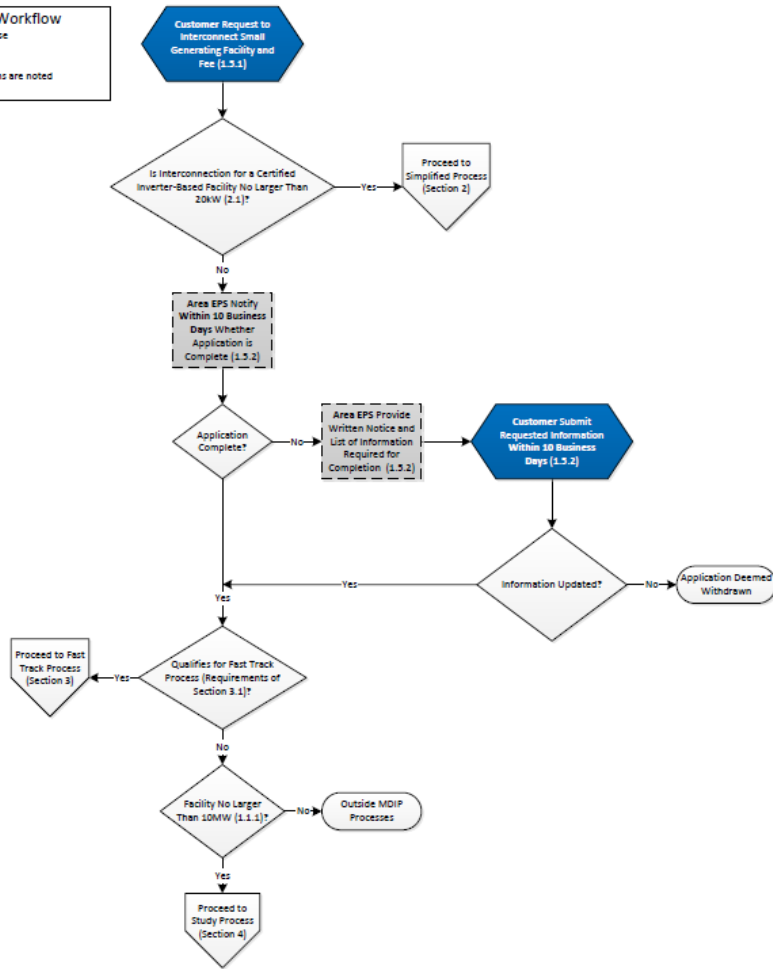 Workflow
se
ns are noted
Customer Request to
Interconnect Small
Generating Facility and
Fee (1.5.1)
Is Interconnection for a Certified
Inverter-Based Facility No Larger Than
20kW (2.1)?
Yes
Proceed to
Simplified Process
(Section 2)
No
Area EPS Notify
Within 10 Business
Days Whether
Application is
Complete (1.5.2)
Application
Complete?
No
Area EPS Provide
Written Notice and
List of Information
Required for
Completion (1.5.2)
Customer Submit
Requested Information
Within 10 Business
Days (1.5.2)
Information Updated?
No
Application Deemed
Withdrawn
Yes
Yes
Qualifies for Fast Track
Process (Requirements of
Section 3.1)?
Yes
Proceed to Fast
Track Process
(Section 3)
No
Facility No Larger
Than 10MW (1.1.1)?
No
Outside MDIP
Processes
Yes
Proceed to
Study Process
(Section 4)